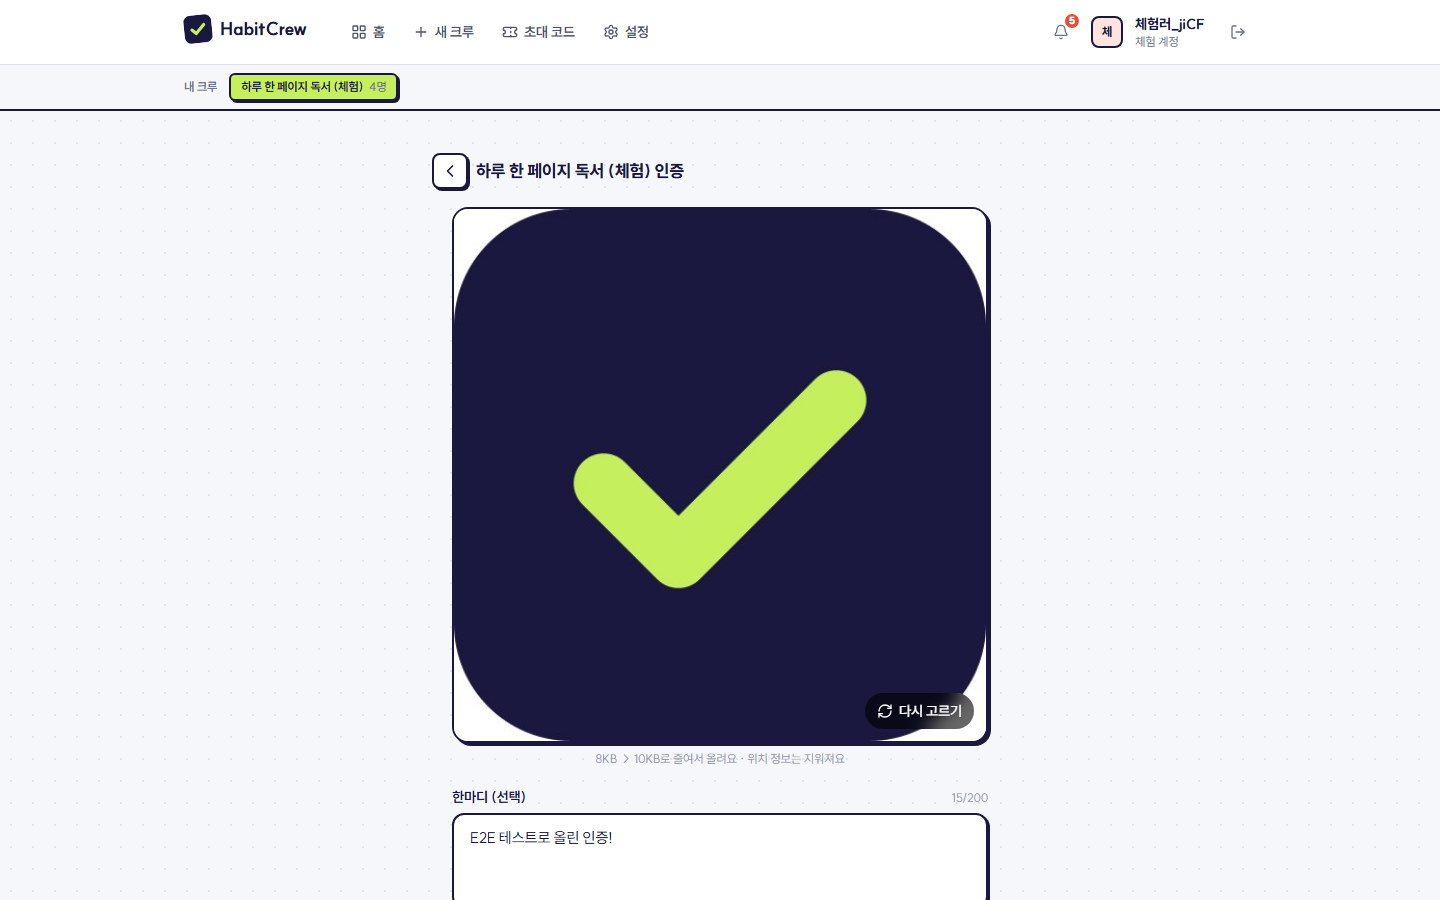 HabitCrew
홈
새 크루
초대 코드
설정
5
체
체험러_jiCF
체험 계정
내 크루
하루 한 페이지 독서 (체험) 4명
하루 한 페이지 독서 (체험) 인증
다시 고르기
8KB > 10KB로 줄여서 올려요 · 위치 정보는 지워져요
한마디 (선택)
15/200
E2E 테스트로 올린 인증!